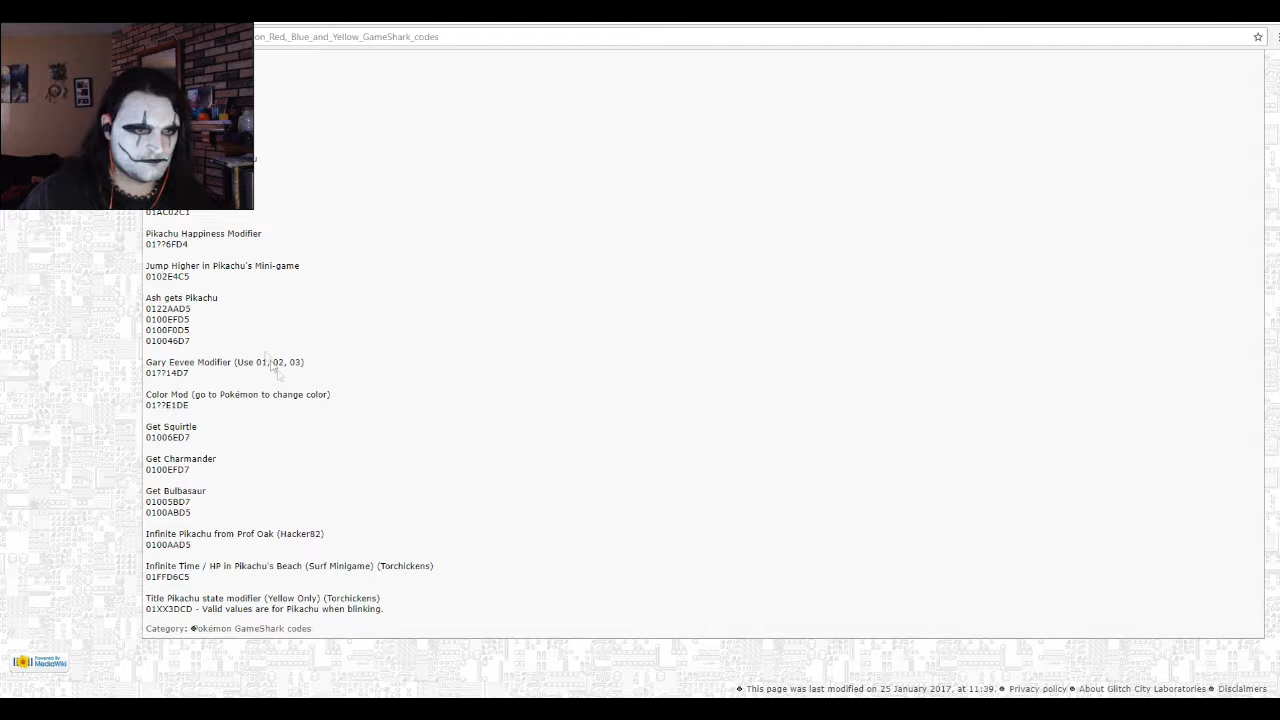 on_Red,_Blue_and_Yellow_GameShark_codes
01AC02C1
Pikachu Happiness Modifier
01??6FD4
Jump Higher in Pikachu's Mini-game
0102E4C5
Ash gets Pikachu
0122AAD5
0100EFD5
0100F0D5
010046D7
Gary Eevee Modifier (Use 01, 02, 03)
01??14D7
Color Mod (go to Pokémon to change color)
01??E1DE
Get Squirtle
01006ED7
Get Charmander
0100EFD7
Get Bulbasaur
01005BD7
0100ABD5
Infinite Pikachu from Prof Oak (Hacker82)
0100AAD5
Infinite Time / HP in Pikachu's Beach (Surf Minigame) (Torchickens)
01FFD6C5
Title Pikachu state modifier (Yellow Only) (Torchickens)
01XX3DCD - Valid values are for Pikachu when blinking.
Category: Pokémon GameShark codes
Powered By
MediaWiki
This page was last modified on 25 January 2017, at 11:39. Privacy policy About Glitch City Laboratories Disclaimers